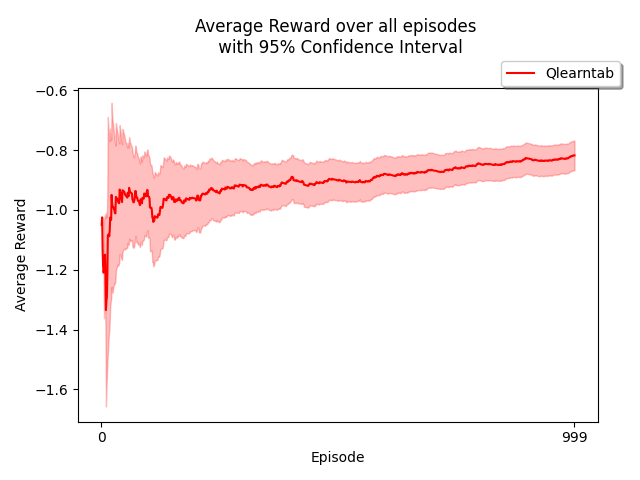 Average Reward over all episodes
with 95% Confidence Interval
Qlearntab
−0.6
−0.8
−1.0
−1.2
−1.4
−1.6
Average Reward
0
999
Episode